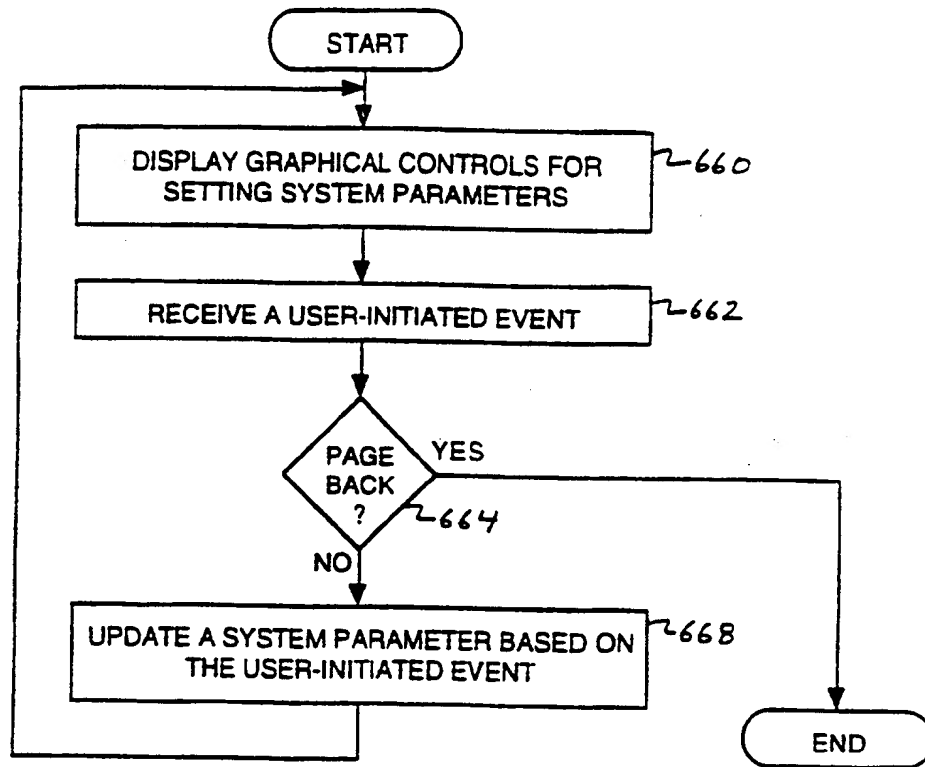 START
DISPLAY GRAPHICAL CONTROLS FOR
SETTING SYSTEM PARAMETERS
660
RECEIVE A USER-INITIATED EVENT
662
PAGE
BACK
?
YES
664
NO
UPDATE A SYSTEM PARAMETER BASED ON
THE USER-INITIATED EVENT
668
END